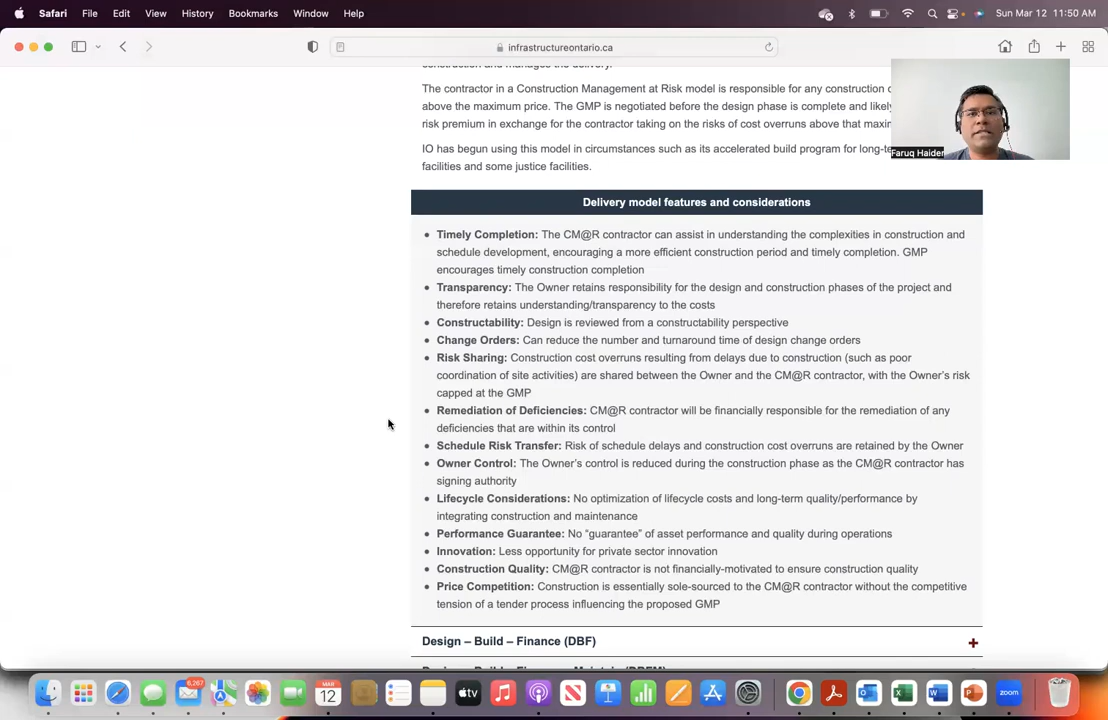 Safari File Edit View History Bookmarks Window Help Sun Mar 12 11:50 AM
infrastructureontario.ca
construction and manages the delivery.
The contractor in a Construction Management at Risk model is responsible for any construction
above the maximum price. The GMP is negotiated before the design phase is complete and likely
risk premium in exchange for the contractor taking on the risks of cost overruns above that
IO has begun using this model in circumstances such as its accelerated build program for
facilities and some justice facilities.
Faruq Haider
Delivery model features and considerations
• Timely Completion: The CM@R contractor can assist in understanding the complexities in construction and
schedule development, encouraging a more efficient construction period and timely completion. GMP
encourages timely construction completion
• Transparency: The Owner retains responsibility for the design and construction phases of the project and
therefore retains understanding/transparency to the costs
• Constructability: Design is reviewed from a constructability perspective
• Change Orders: Can reduce the number and turnaround time of design change orders
• Risk Sharing: Construction cost overruns resulting from delays due to construction (such as poor
coordination of site activities) are shared between the Owner and the CM@R contractor, with the Owner's risk
capped at the GMP
• Remediation of Deficiencies: CM@R contractor will be financially responsible for the remediation of any
deficiencies that are within its control
• Schedule Risk Transfer: Risk of schedule delays and construction cost overruns are retained by the Owner
• Owner Control: The Owner's control is reduced during the construction phase as the CM@R contractor has
signing authority
• Lifecycle Considerations: No optimization of lifecycle costs and long-term quality/performance by
integrating construction and maintenance
• Performance Guarantee: No "guarantee" of asset performance and quality during operations
• Innovation: Less opportunity for private sector innovation
• Construction Quality: CM@R contractor is not financially-motivated to ensure construction quality
• Price Competition: Construction is essentially sole-sourced to the CM@R contractor without the competitive
tension of a tender process influencing the proposed GMP
Design – Build – Finance (DBF)
6,267
MAR
12
tv
zoom